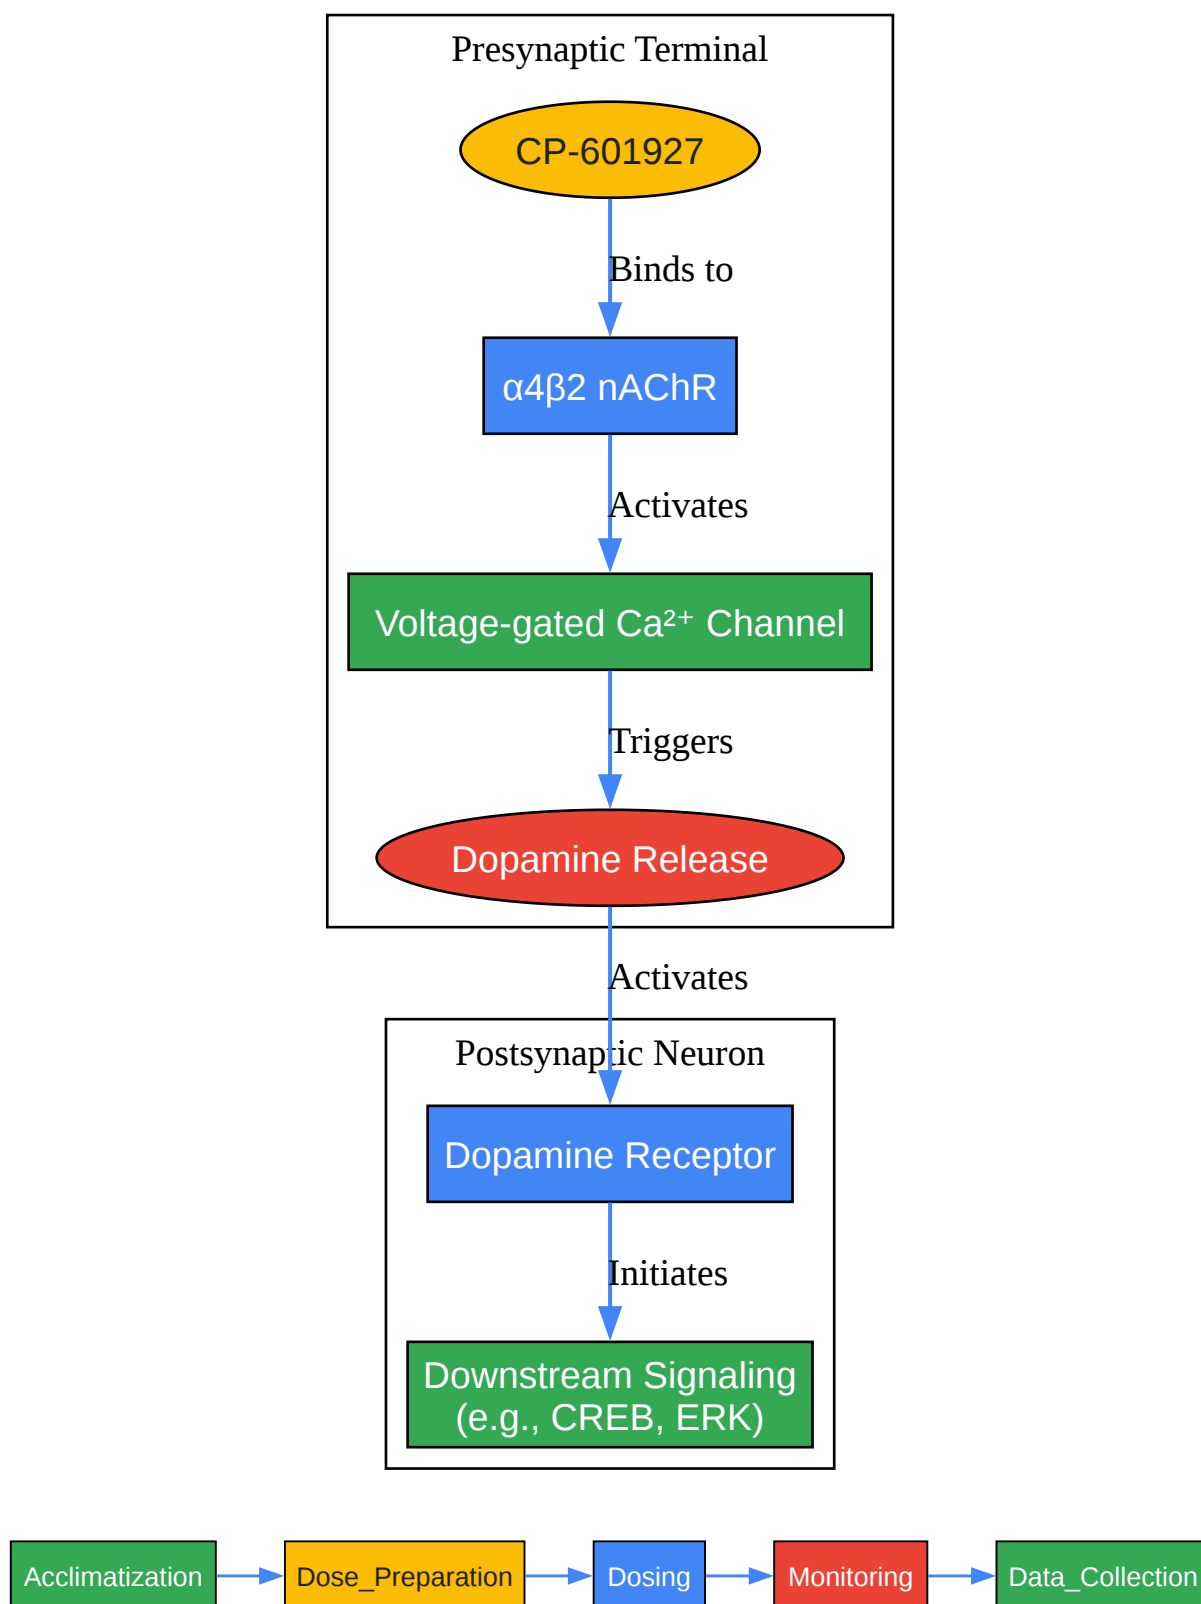 Presynaptic Terminal
CP-601927
Binds to
α4β2 nAChR
Activates
Voltage-gated Ca²⁺ Channel
Triggers
Dopamine Release
Activates
Postsynaptic Neuron
Dopamine Receptor
Initiates
Downstream Signaling
(e.g., CREB, ERK)
Acclimatization
Dose_Preparation
Dosing
Monitoring
Data_Collection